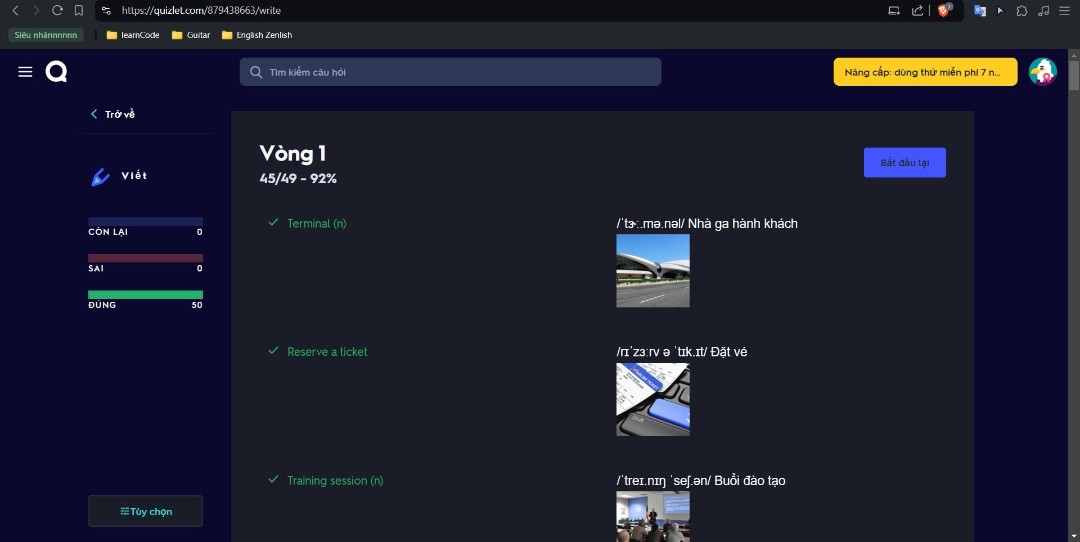 https://quizlet.com/879438663/write
Siêu nhânnnnnn
learnCode
Guitar
English Zenlish
Tìm kiếm câu hỏi
Nâng cấp: dùng thử miễn phí 7 n...
Trở về
Viết
CÒN LẠI 0
SAI 0
ĐÚNG 50
Tùy chọn
Vòng 1
45/49 - 92%
Bắt đầu lại
Terminal (n)
/ˈtɝː.mə.nəl/ Nhà ga hành khách
Reserve a ticket
/rɪˈzɜːrv ə ˈtɪk.ɪt/ Đặt vé
Training session (n)
/ˈtreɪ.nɪŋ ˈseʃ.ən/ Buổi đào tạo